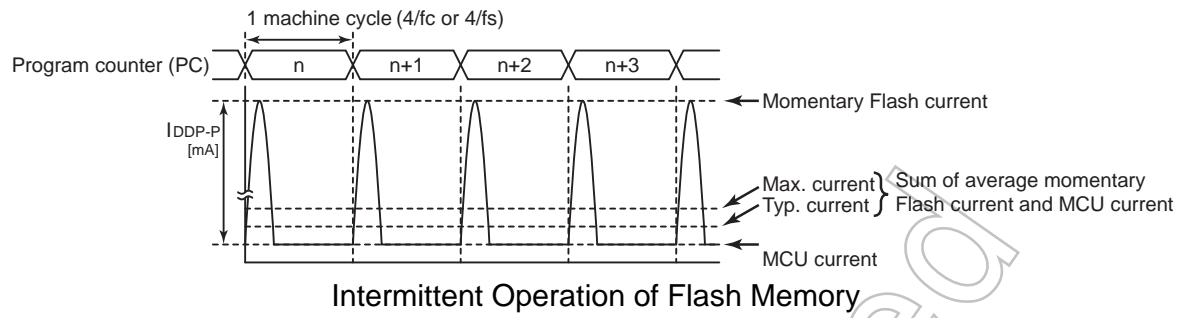 1 machine cycle (4/fc or 4/fs)
Program counter (PC) n n+1 n+2 n+3
Momentary Flash current
IDDP-P
[mA]
Max. current
Typ. current
Sum of average momentary
Flash current and MCU current
MCU current
Intermittent Operation of Flash Memory